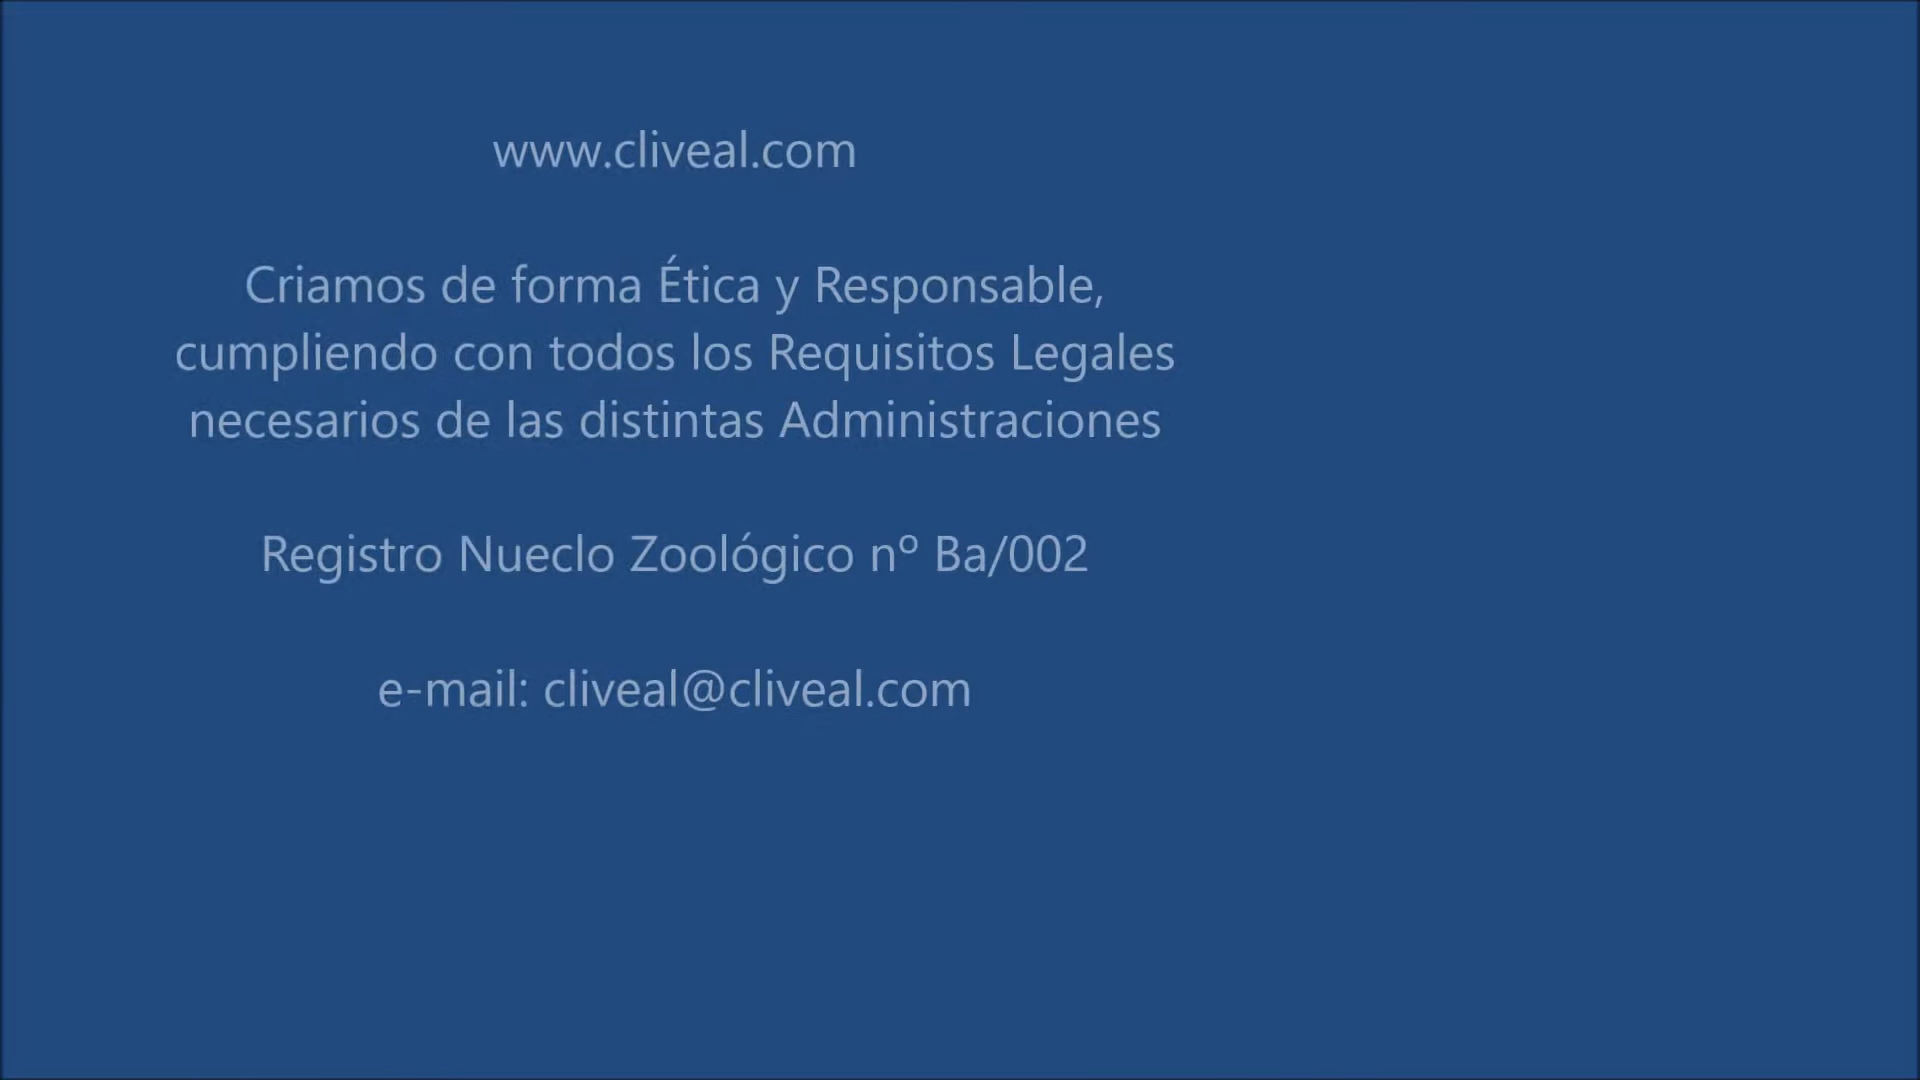 www.cliveal.com
Criamos de forma Ética y Responsable,
cumpliendo con todos los Requisitos Legales
necesarios de las distintas Administraciones
Registro Nueclo Zoológico nº Ba/002
e-mail: cliveal@cliveal.com